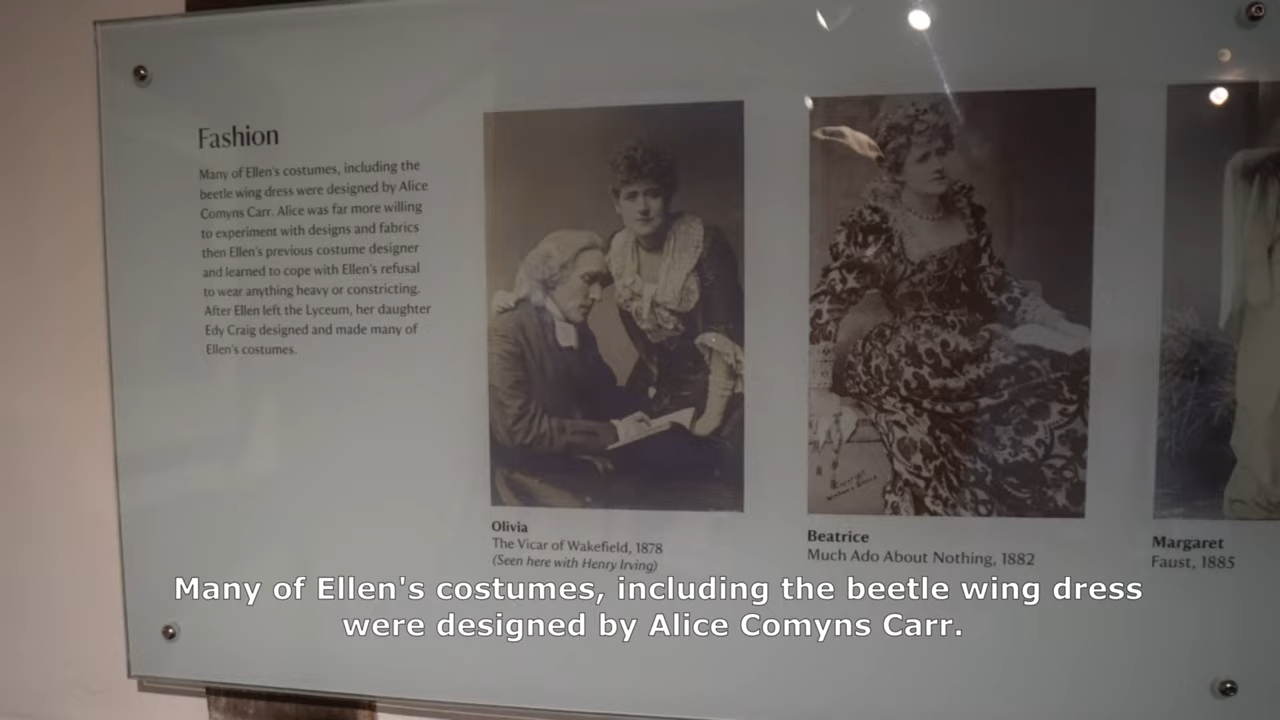 Fashion
Many of Ellen's costumes, including the
beetle wing dress were designed by Alice
Comyns Carr. Alice was far more willing
to experiment with designs and fabrics
then Ellen's previous costume designer
and learned to cope with Ellen's refusal
to wear anything heavy or constricting.
After Ellen left the Lyceum, her daughter
Edy Craig designed and made many of
Ellen's costumes.
Olivia
The Vicar of Wakefield, 1878
(Seen here with Henry Irving)
Beatrice
Much Ado About Nothing, 1882
Margaret
Faust, 1885
Many of Ellen's costumes, including the beetle wing dress
were designed by Alice Comyns Carr.